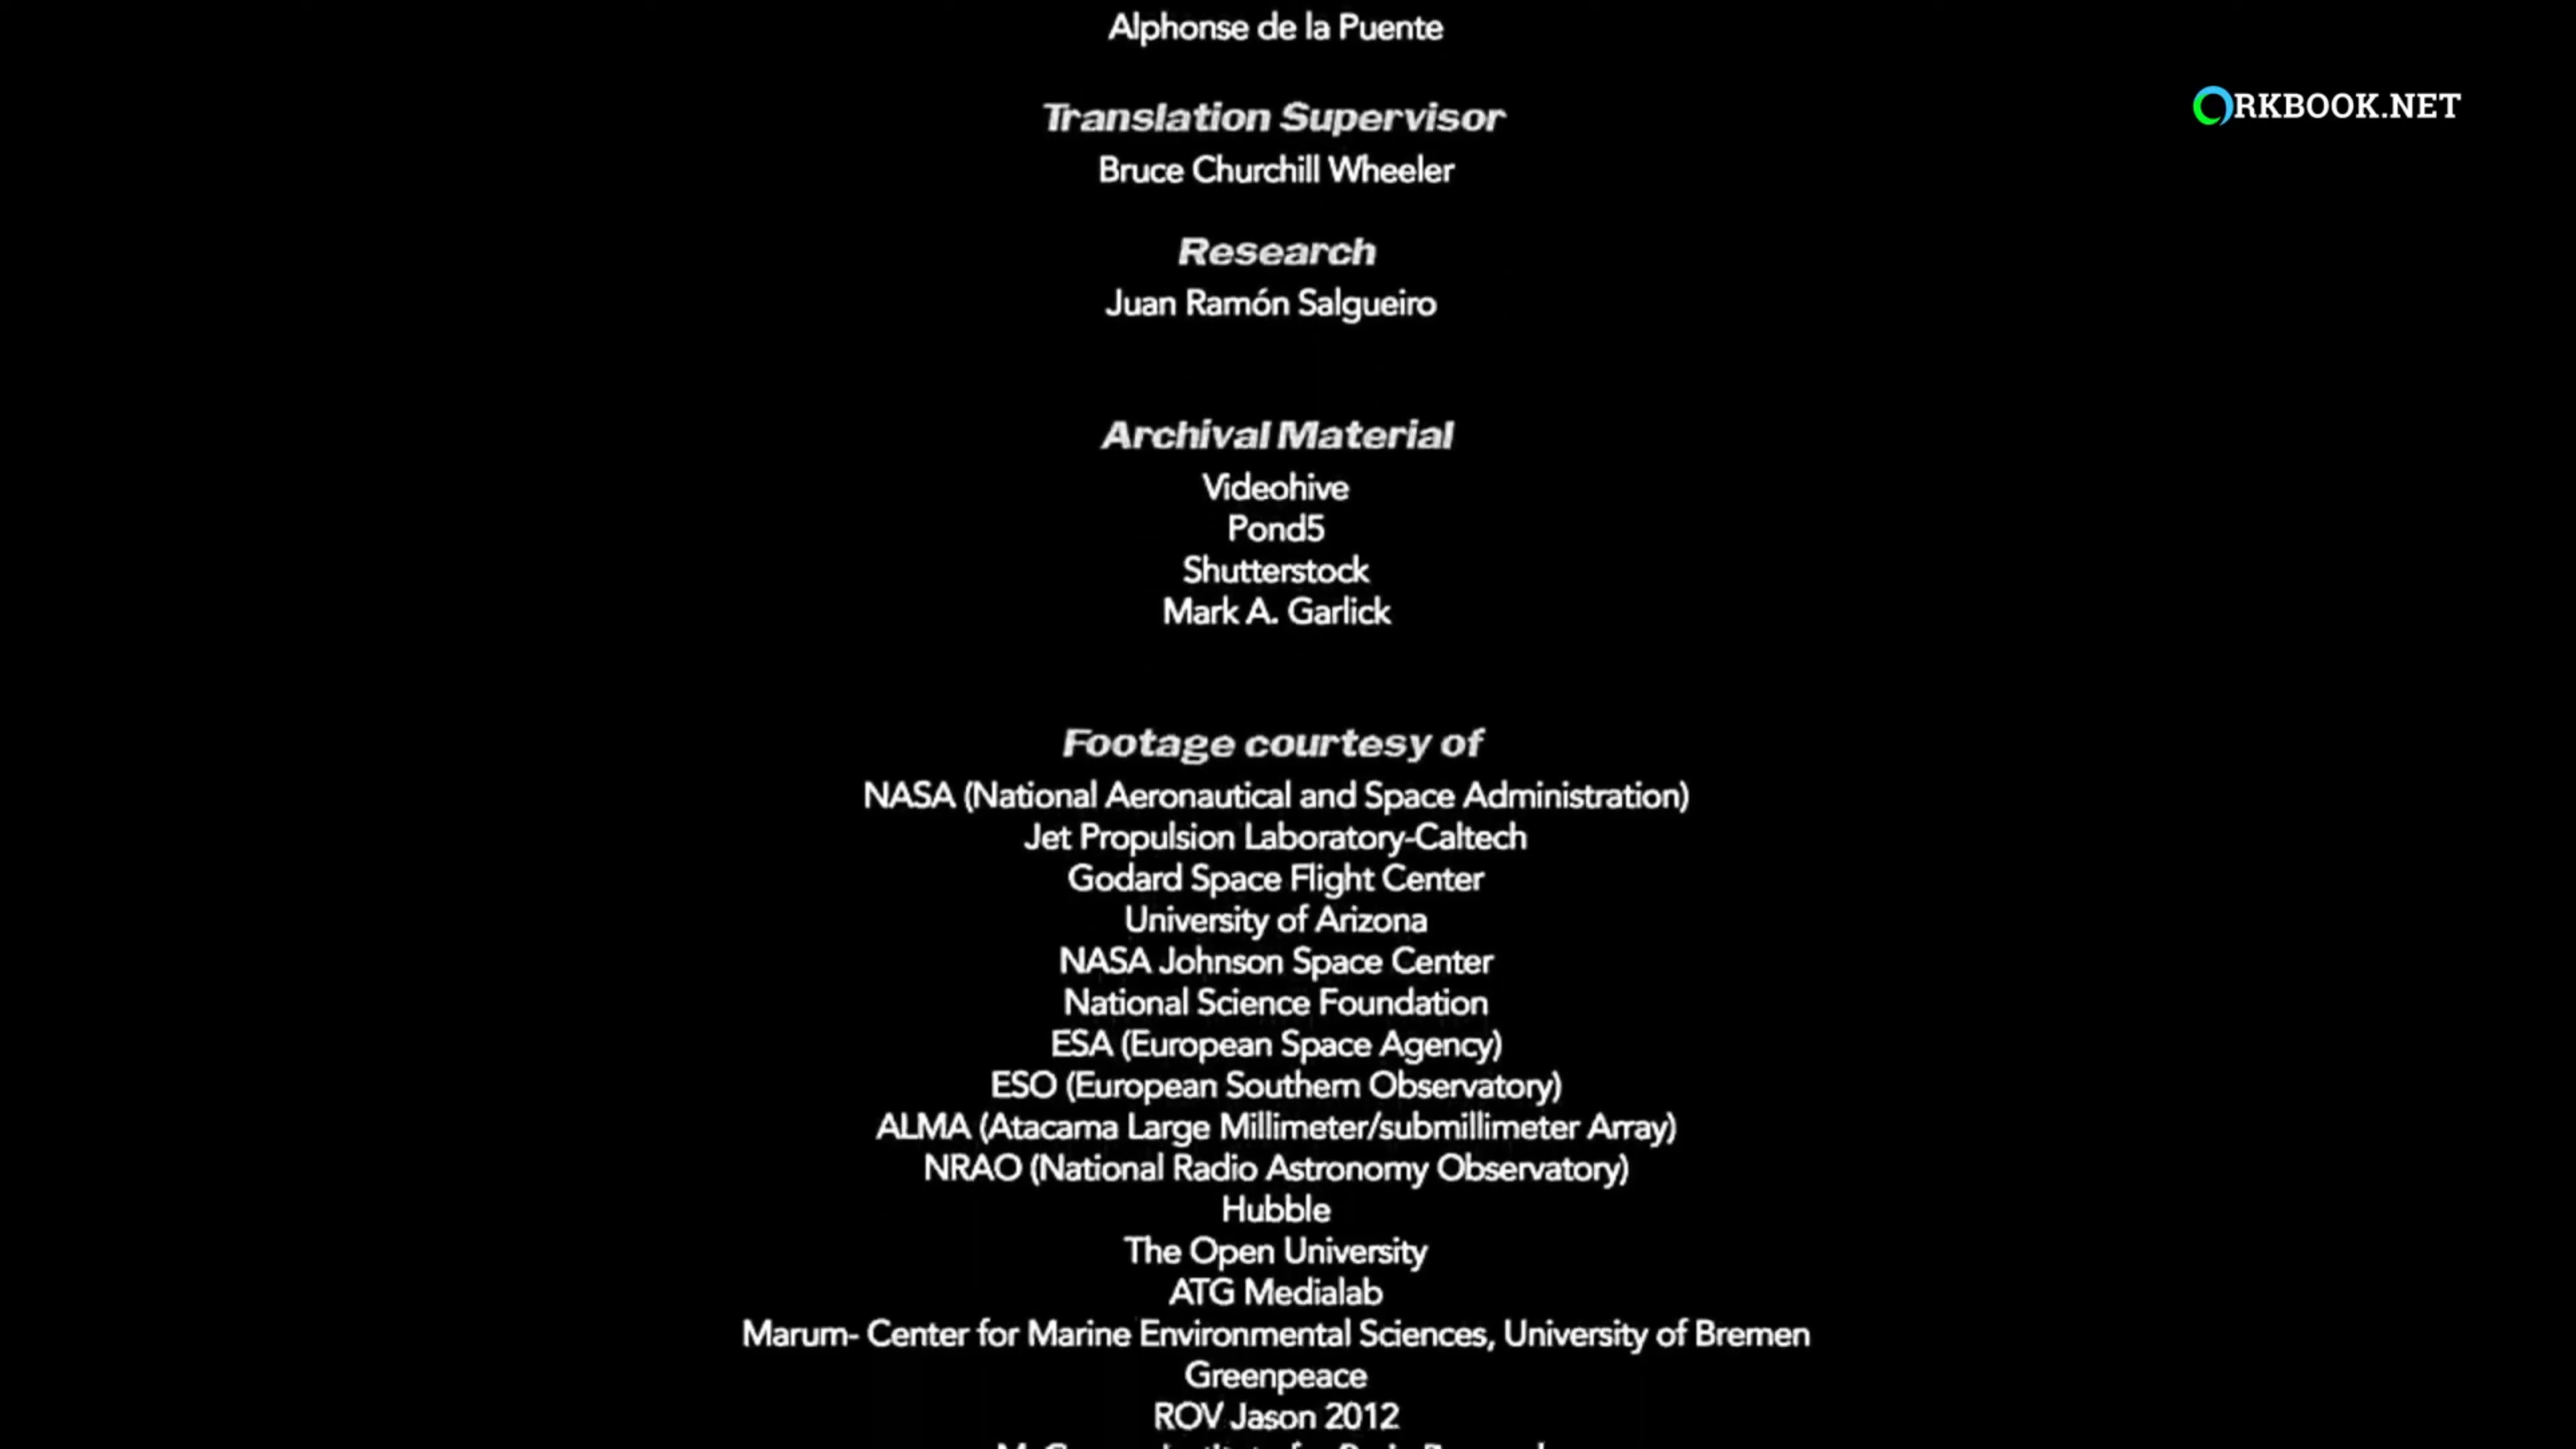 Alphonse de la Puente
ORKBOOK.NET
Translation Supervisor
Bruce Churchill Wheeler
Research
Juan Ramón Salgueiro
Archival Material
Videohive
Pond5
Shutterstock
Mark A. Garlick
Footage courtesy of
NASA (National Aeronautical and Space Administration)
Jet Propulsion Laboratory-Caltech
Godard Space Flight Center
University of Arizona
NASA Johnson Space Center
National Science Foundation
ESA (European Space Agency)
ESO (European Southern Observatory)
ALMA (Atacama Large Millimeter/submillimeter Array)
NRAO (National Radio Astronomy Observatory)
Hubble
The Open University
ATG Medialab
Marum- Center for Marine Environmental Sciences, University of Bremen
Greenpeace
ROV Jason 2012